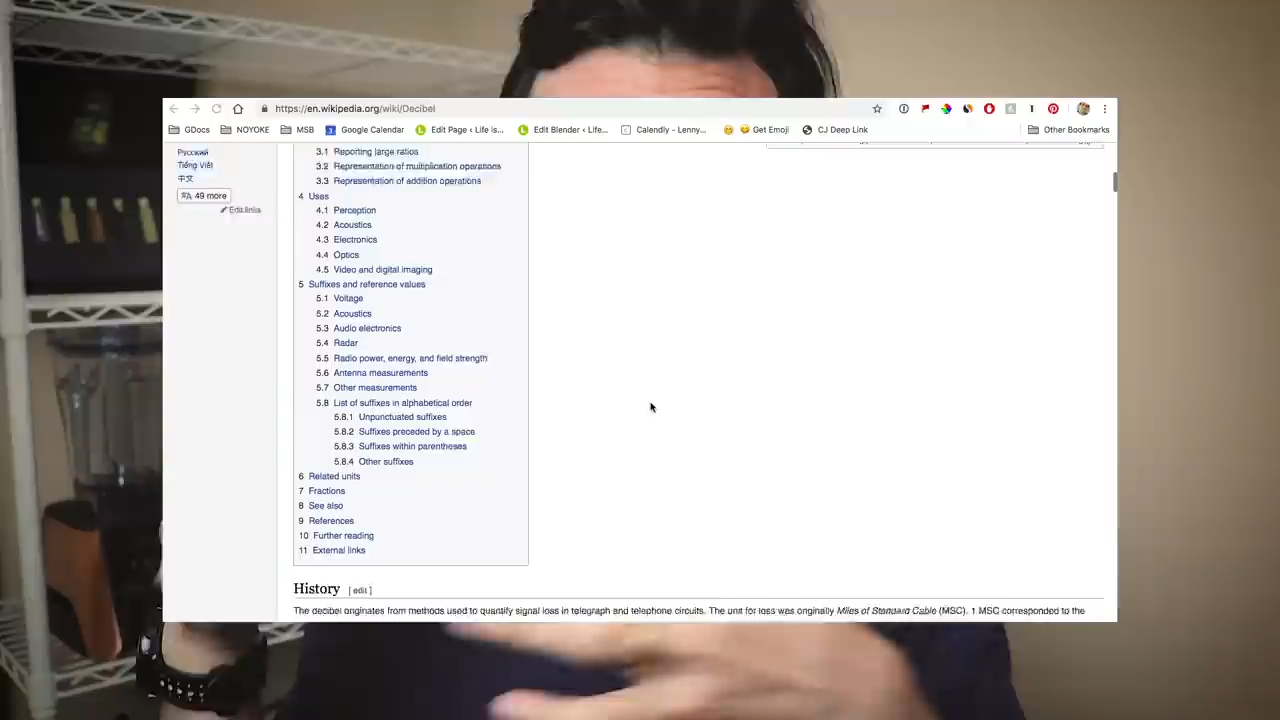 https://en.wikipedia.org/wiki/Decibel
GDocs NOYOKE MSB Google Calendar Edit Page ‹ Life is... Edit Blender ‹ Life... Calendly - Lenny... Get Emoji CJ Deep Link Other Bookmarks
Русский
Tiếng Việt
中文
49 more
Edit links
3.1 Reporting large ratios
3.2 Representation of multiplication operations
3.3 Representation of addition operations
4 Uses
4.1 Perception
4.2 Acoustics
4.3 Electronics
4.4 Optics
4.5 Video and digital imaging
5 Suffixes and reference values
5.1 Voltage
5.2 Acoustics
5.3 Audio electronics
5.4 Radar
5.5 Radio power, energy, and field strength
5.6 Antenna measurements
5.7 Other measurements
5.8 List of suffixes in alphabetical order
5.8.1 Unpunctuated suffixes
5.8.2 Suffixes preceded by a space
5.8.3 Suffixes within parentheses
5.8.4 Other suffixes
6 Related units
7 Fractions
8 See also
9 References
10 Further reading
11 External links
History [ edit ]
The decibel originates from methods used to quantify signal loss in telegraph and telephone circuits. The unit for loss was originally Miles of Standard Cable (MSC). 1 MSC corresponded to the